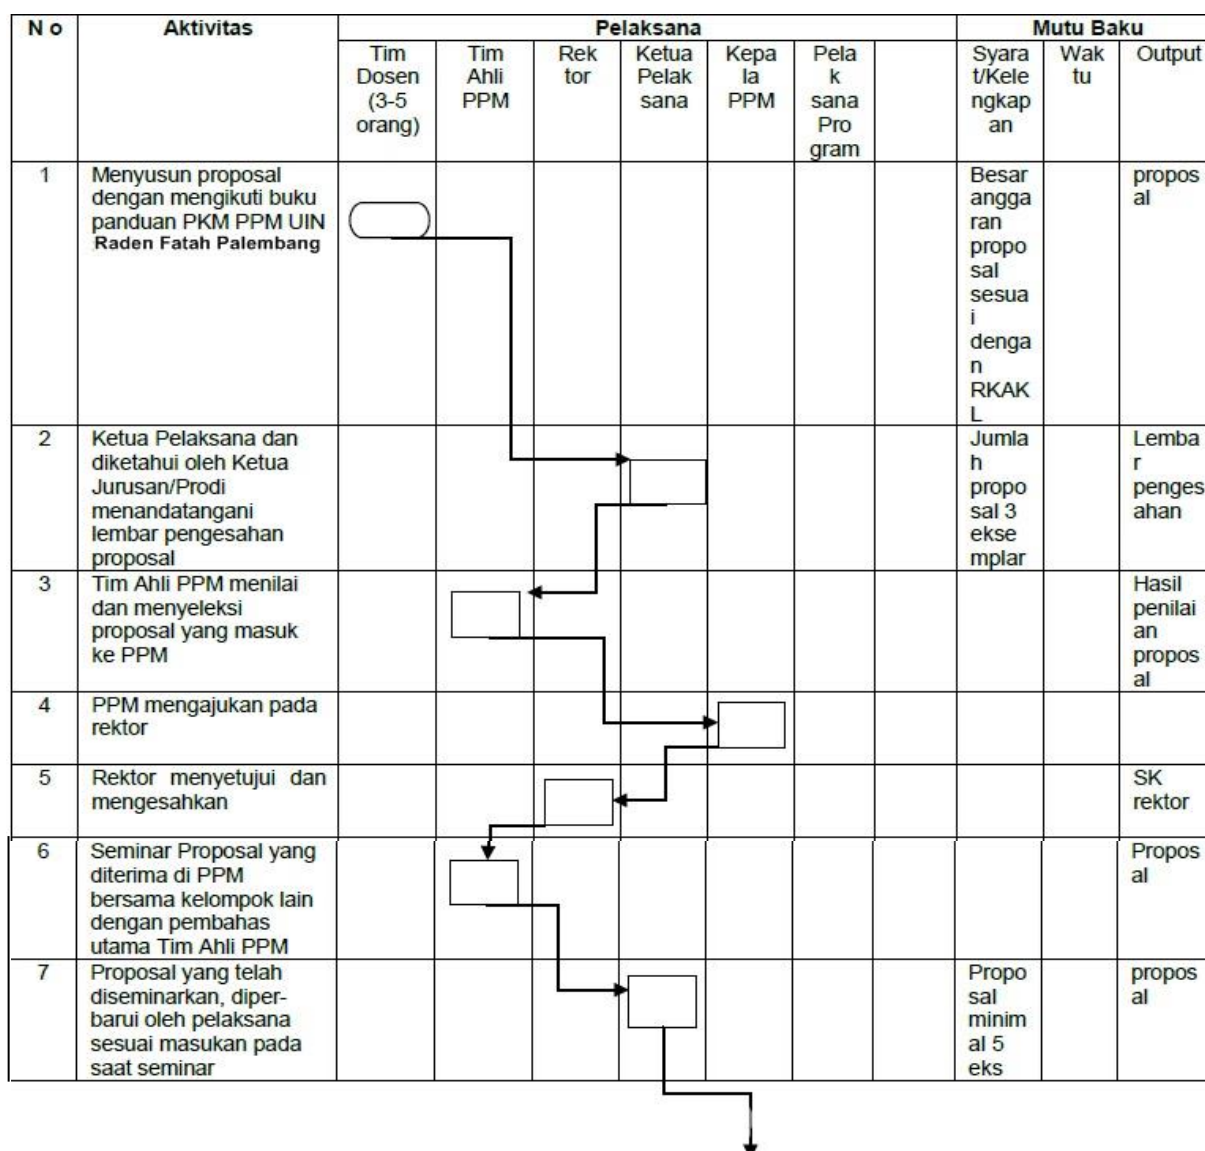 N o
Aktivitas
Pelaksana
Mutu Baku
Tim
Dosen
(3-5
orang)
Tim
Ahli
PPM
Rek
tor
Ketua
Pelak
sana
Kepa
la
PPM
Pela
k
sana
Pro
gram
Syara
t/Kele
ngkap
an
Wak
tu
Output
1
Menyusun proposal
dengan mengikuti buku
panduan PKM PPM UIN
Raden Fatah Palembang
Besar
angga
ran
propo
sal
sesua
i
denga
n
RKAK
L
propos
al
2
Ketua Pelaksana dan
diketahui oleh Ketua
Jurusan/Prodi
menandatangani
lembar pengesahan
proposal
Jumla
h
propo
sal 3
ekse
mplar
Lemba
r
penges
ahan
3
Tim Ahli PPM menilai
dan menyeleksi
proposal yang masuk
ke PPM
Hasil
penilai
an
propos
al
4
PPM mengajukan pada
rektor
5
Rektor menyetujui dan
mengesahkan
SK
rektor
6
Seminar Proposal yang
diterima di PPM
bersama kelompok lain
dengan pembahas
utama Tim Ahli PPM
Propos
al
7
Proposal yang telah
diseminarkan, diper-
barui oleh pelaksana
sesuai masukan pada
saat seminar
Propo
sal
minim
al 5
eks
propos
al